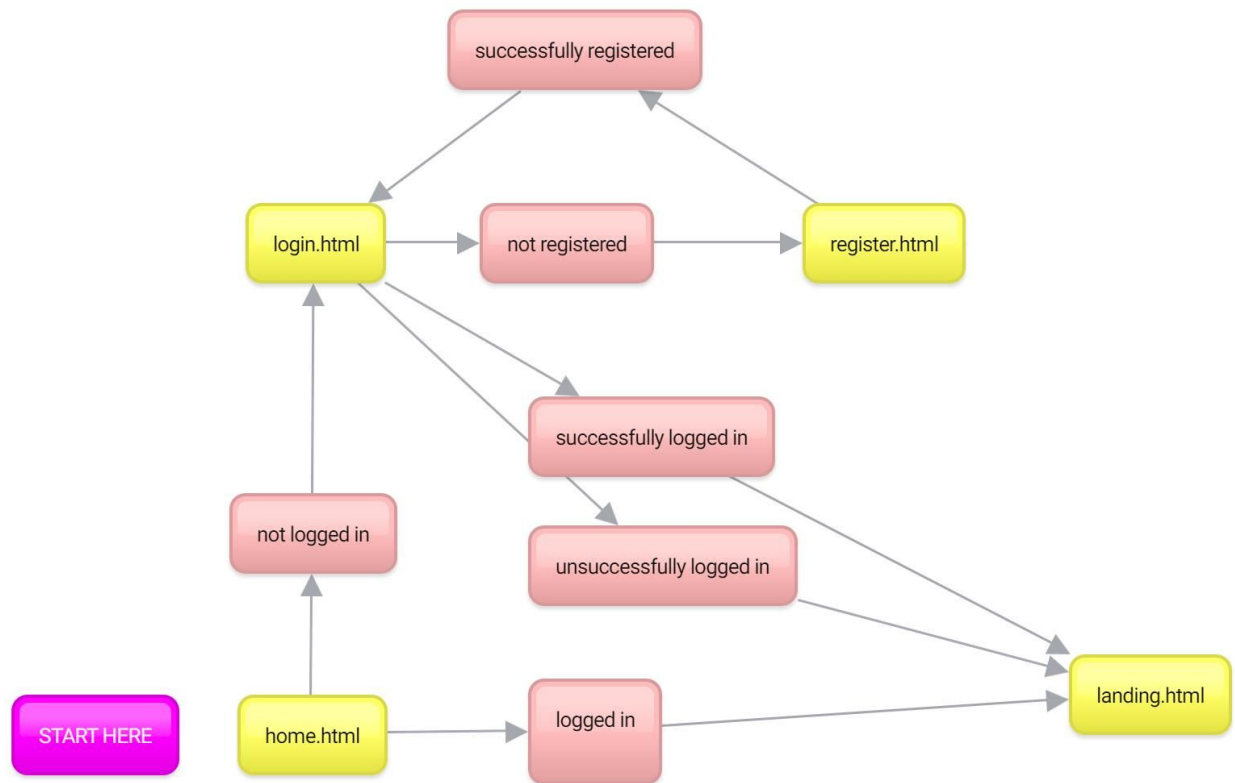 successfully registered
login.html
not registered
register.html
successfully logged in
not logged in
unsuccessfully logged in
START HERE
home.html
logged in
landing.html